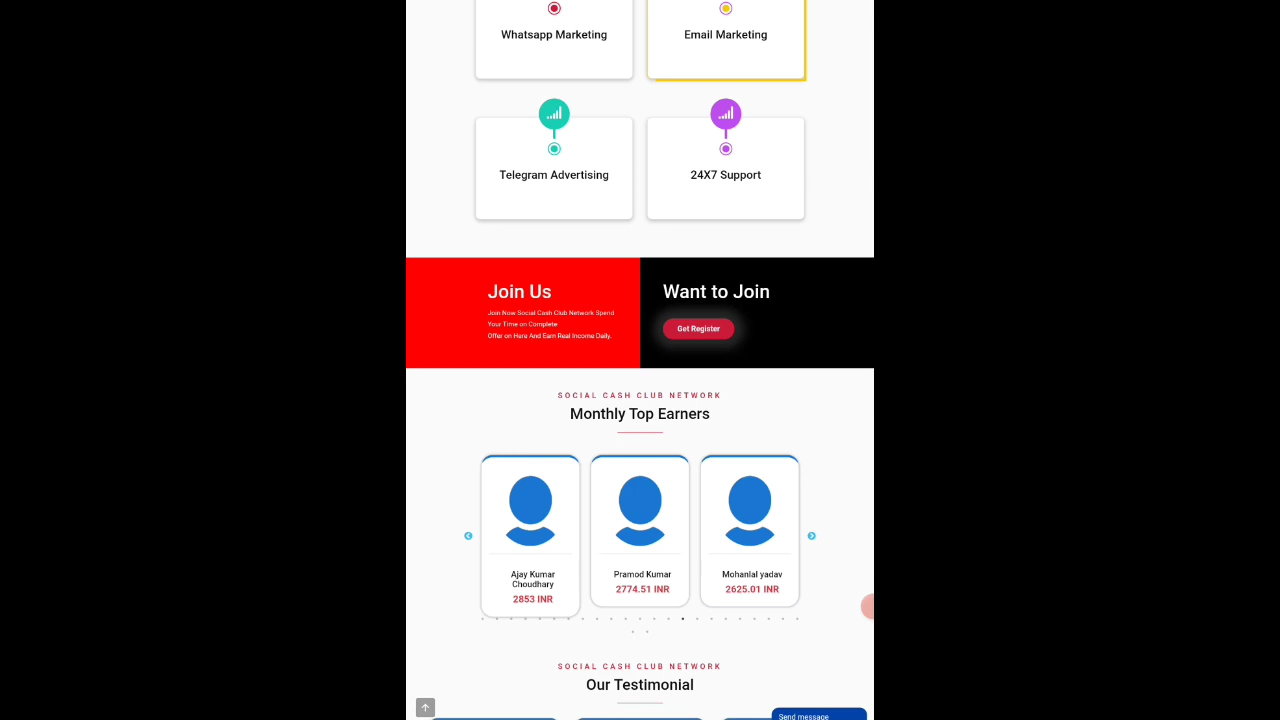 Whatsapp Marketing
Email Marketing
Telegram Advertising
24X7 Support
Join Us
Join Now Social Cash Club Network Spend
Your Time on Complete
Offer on Here And Earn Real Income Daily.
Want to Join
Get Register
SOCIAL CASH CLUB NETWORK
Monthly Top Earners
Ajay Kumar
Choudhary
2853 INR
Pramod Kumar
2774.51 INR
Mohanlal yadav
2625.01 INR
SOCIAL CASH CLUB NETWORK
Our Testimonial
Send message